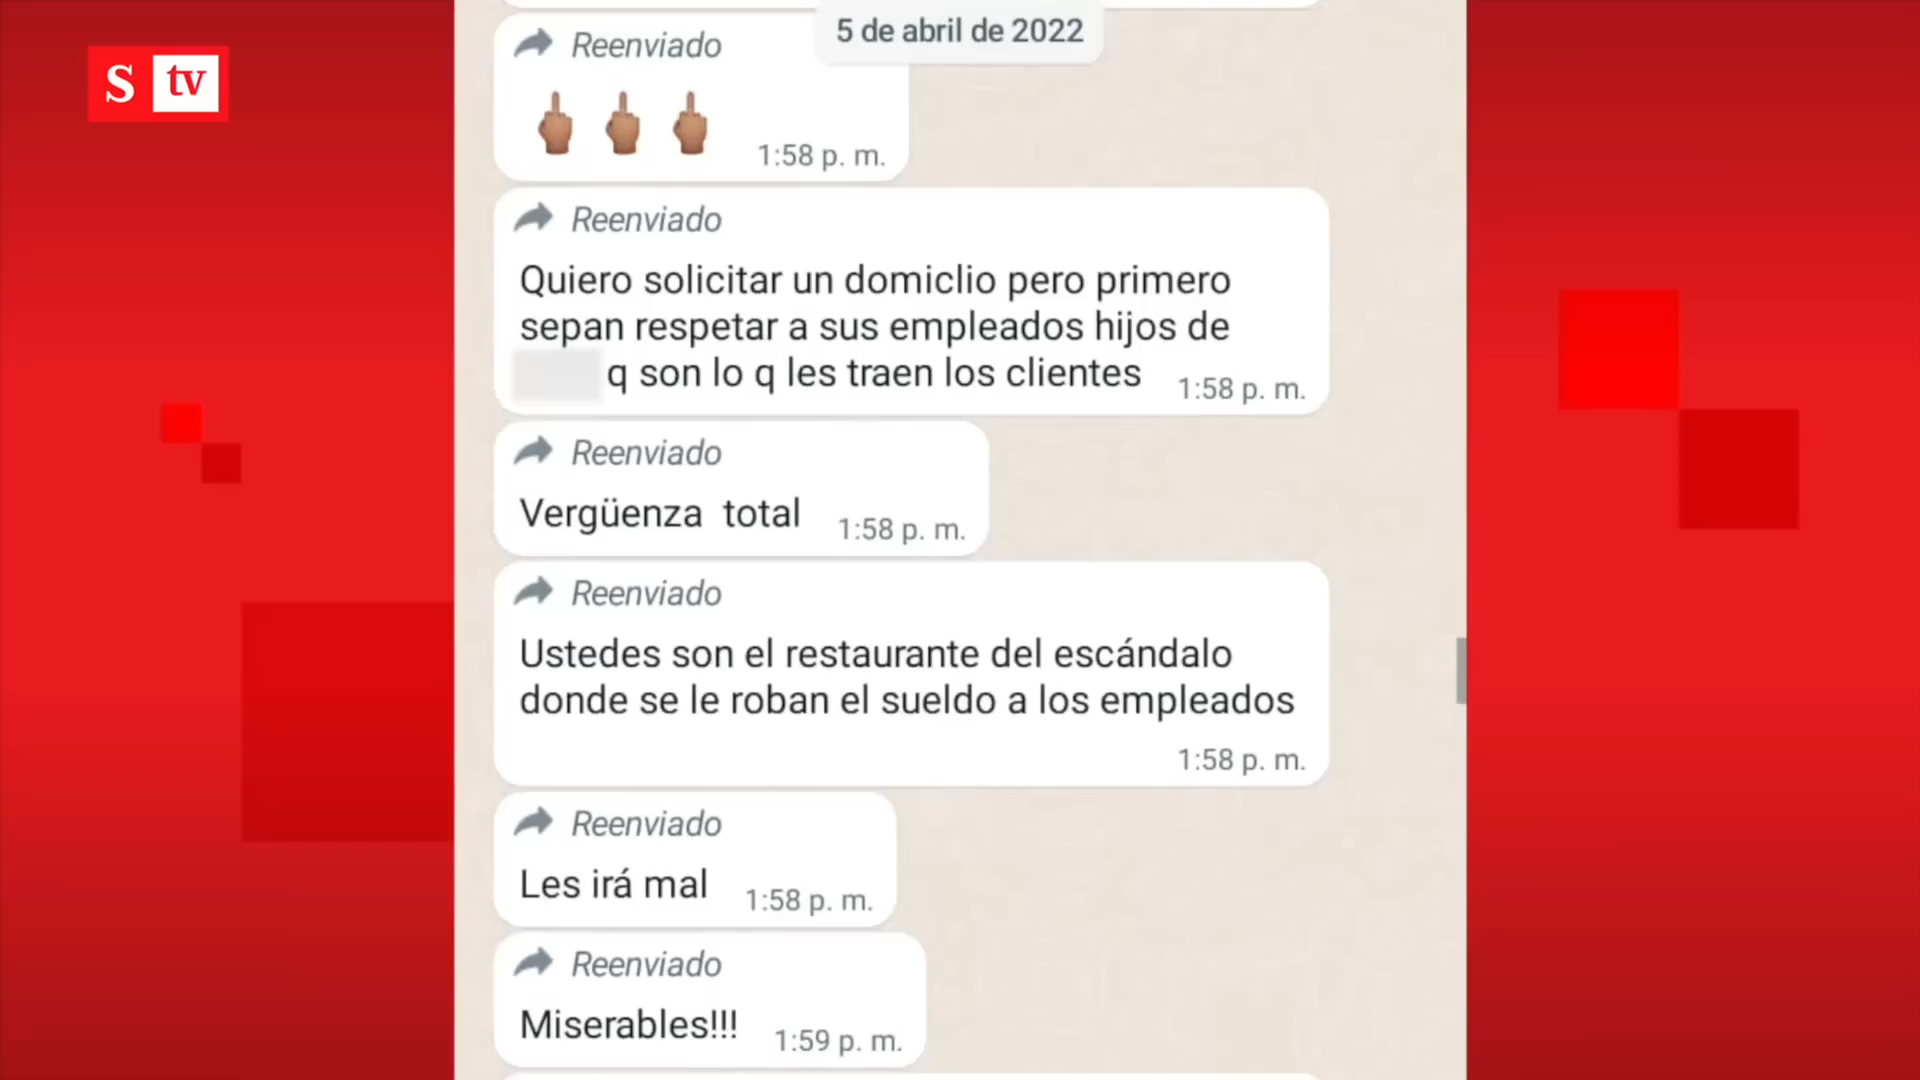 S tv
5 de abril de 2022
Reenviado
🖕🏽 🖕🏽 🖕🏽
1:58 p. m.
Reenviado
Quiero solicitar un domiclio pero primero
sepan respetar a sus empleados hijos de
q son lo q les traen los clientes
1:58 p. m.
Reenviado
Vergüenza total
1:58 p. m.
Reenviado
Ustedes son el restaurante del escándalo
donde se le roban el sueldo a los empleados
1:58 p. m.
Reenviado
Les irá mal
1:58 p. m.
Reenviado
Miserables!!!
1:59 p. m.